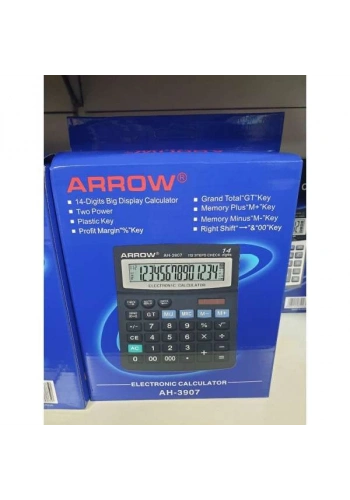 ARROW®
14-Digits Big Display Calculator
Two Power
Plastic Key
Profit Margin"%"Key
Grand Total"GT"Key
Memory Plus"M+"Key
Memory Minus"M-"Key
Right Shift"→"&"00"Key
ARROW
AH-3907
14
12345678901234
ELECTRONIC CALCULATOR
GT MU MRC M- M+
7 8 9 % √
CE 4 5 6 × ÷
AC 1 2 3 + -
0 00 000 • =
ELECTRONIC CALCULATOR
AH-3907